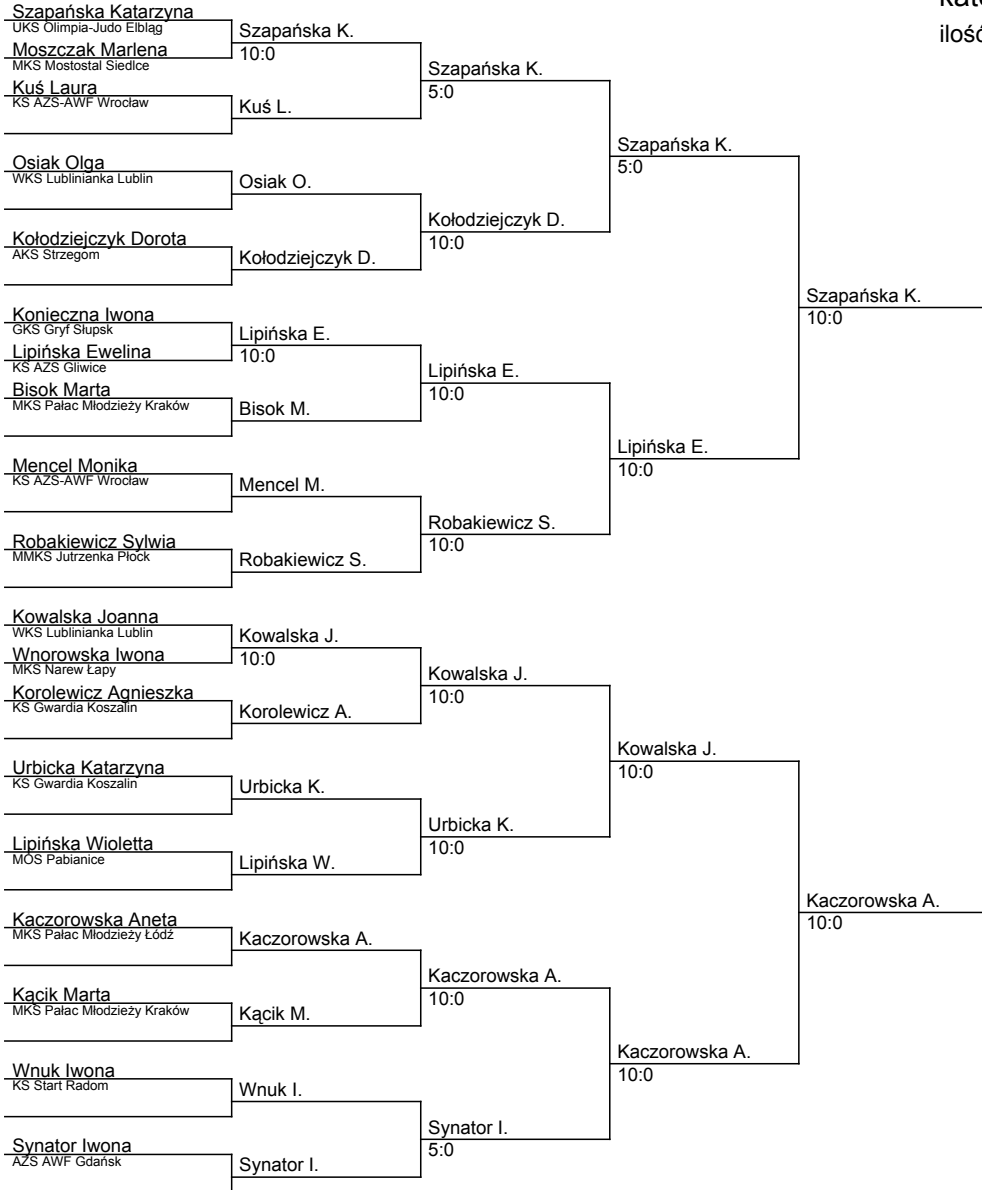 Szapańska Katarzyna
UKS Olimpia-Judo Elbląg
Moszczak Marlena
MKS Mostostal Siedlce
Kuś Laura
KS AZS-AWF Wrocław
Osiak Olga
WKS Lublinianka Lublin
Kołodziejczyk Dorota
AKS Strzegom
Konieczna Iwona
GKS Gryf Słupsk
Lipińska Ewelina
KS AZS Gliwice
Bisok Marta
MKS Pałac Młodzieży Kraków
Mencel Monika
KS AZS-AWF Wrocław
Robakiewicz Sylwia
MMKS Jutrzenka Płock
Kowalska Joanna
WKS Lublinianka Lublin
Wnorowska Iwona
MKS Narew Łapy
Korolewicz Agnieszka
KS Gwardia Koszalin
Urbicka Katarzyna
KS Gwardia Koszalin
Lipińska Wioletta
MOS Pabianice
Kaczorowska Aneta
MKS Pałac Młodzieży Łódź
Kącik Marta
MKS Pałac Młodzieży Kraków
Wnuk Iwona
KS Start Radom
Synator Iwona
AZS AWF Gdańsk
Szapańska K.
10:0
Kuś L.
Osiak O.
Kołodziejczyk D.
Lipińska E.
10:0
Bisok M.
Mencel M.
Robakiewicz S.
Kowalska J.
10:0
Korolewicz A.
Urbicka K.
Lipińska W.
Kaczorowska A.
Kącik M.
Wnuk I.
Synator I.
Szapańska K.
5:0
Kołodziejczyk D.
10:0
Lipińska E.
10:0
Robakiewicz S.
10:0
Kowalska J.
10:0
Urbicka K.
10:0
Kaczorowska A.
10:0
Synator I.
5:0
Szapańska K.
5:0
Lipińska E.
10:0
Kowalska J.
10:0
Kaczorowska A.
10:0
Szapańska K.
10:0
Kaczorowska A.
10:0
ilość